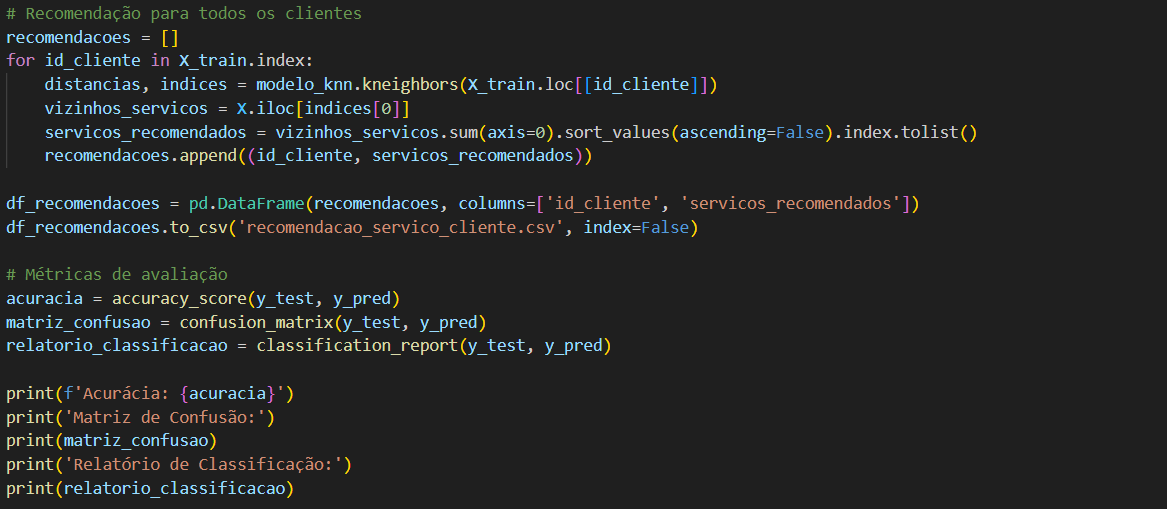 # Recomendação para todos os clientes
recomendacoes = []
for id_cliente in X_train.index:
    distancias, indices = modelo_knn.kneighbors(X_train.loc[[id_cliente]])
    vizinhos_servicos = X.iloc[indices[0]]
    servicos_recomendados = vizinhos_servicos.sum(axis=0).sort_values(ascending=False).index.tolist()
    recomendacoes.append((id_cliente, servicos_recomendados))

df_recomendacoes = pd.DataFrame(recomendacoes, columns=['id_cliente', 'servicos_recomendados'])
df_recomendacoes.to_csv('recomendacao_servico_cliente.csv', index=False)

# Métricas de avaliação
acuracia = accuracy_score(y_test, y_pred)
matriz_confusao = confusion_matrix(y_test, y_pred)
relatorio_classificacao = classification_report(y_test, y_pred)

print(f'Acurácia: {acuracia}')
print('Matriz de Confusão:')
print(matriz_confusao)
print('Relatório de Classificação:')
print(relatorio_classificacao)